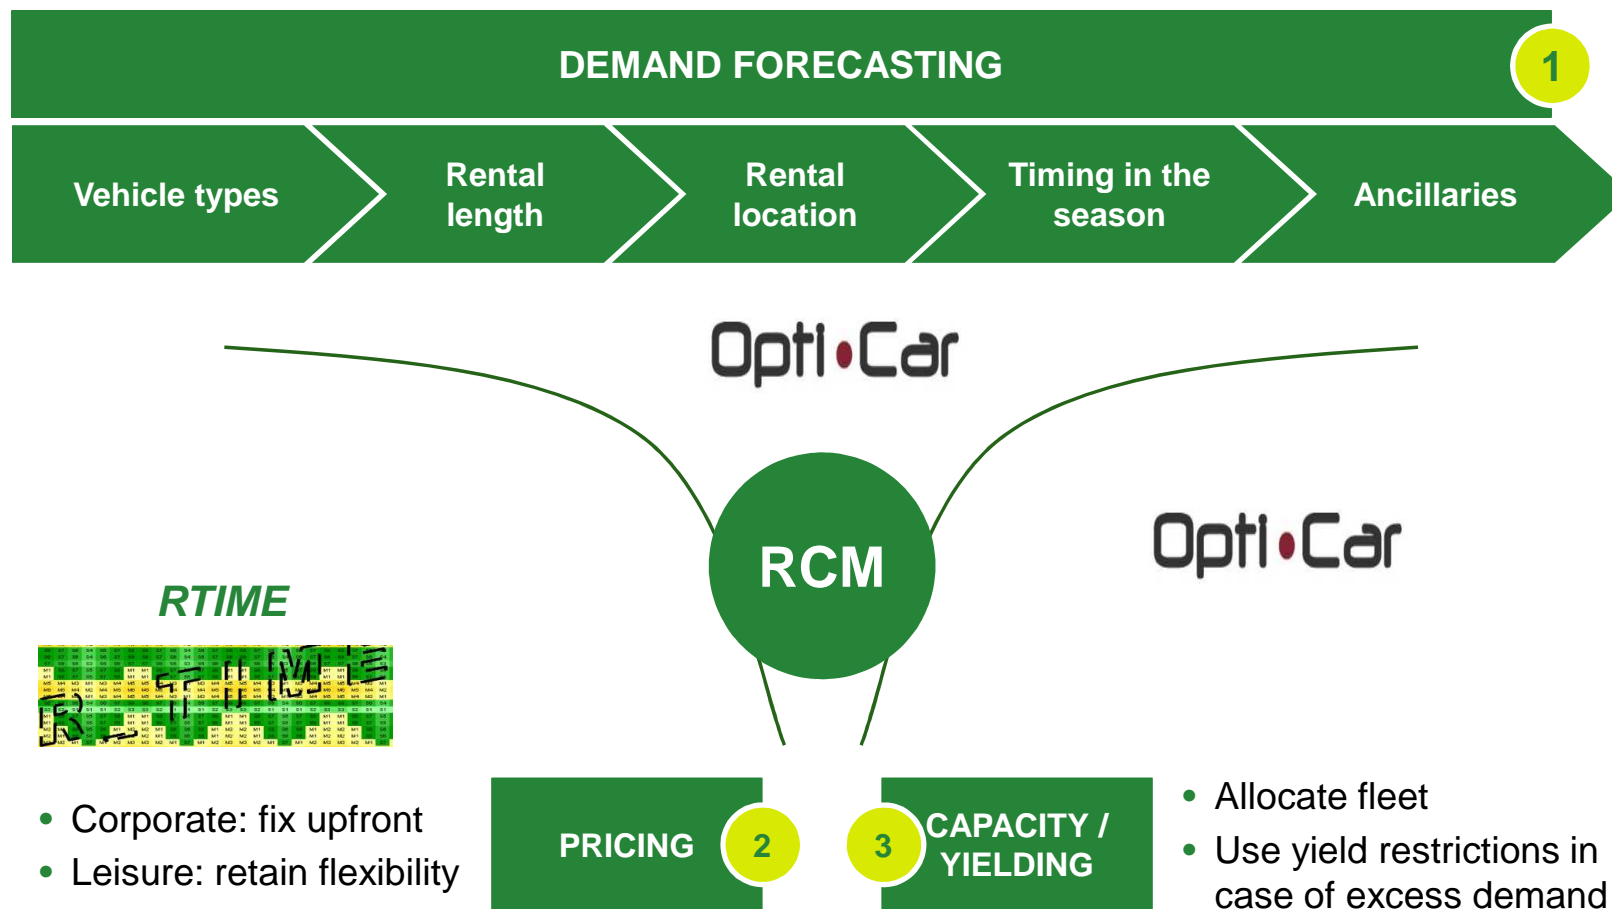 DEMAND FORECASTING
1
Vehicle types
Rental
length
Rental
location
Timing in the
season
Ancillaries
Opti•Car
RCM
Opti•Car
RTIME
• Corporate: fix upfront
• Leisure: retain flexibility
PRICING
2
3
CAPACITY /
YIELDING
• Allocate fleet
• Use yield restrictions in
case of excess demand